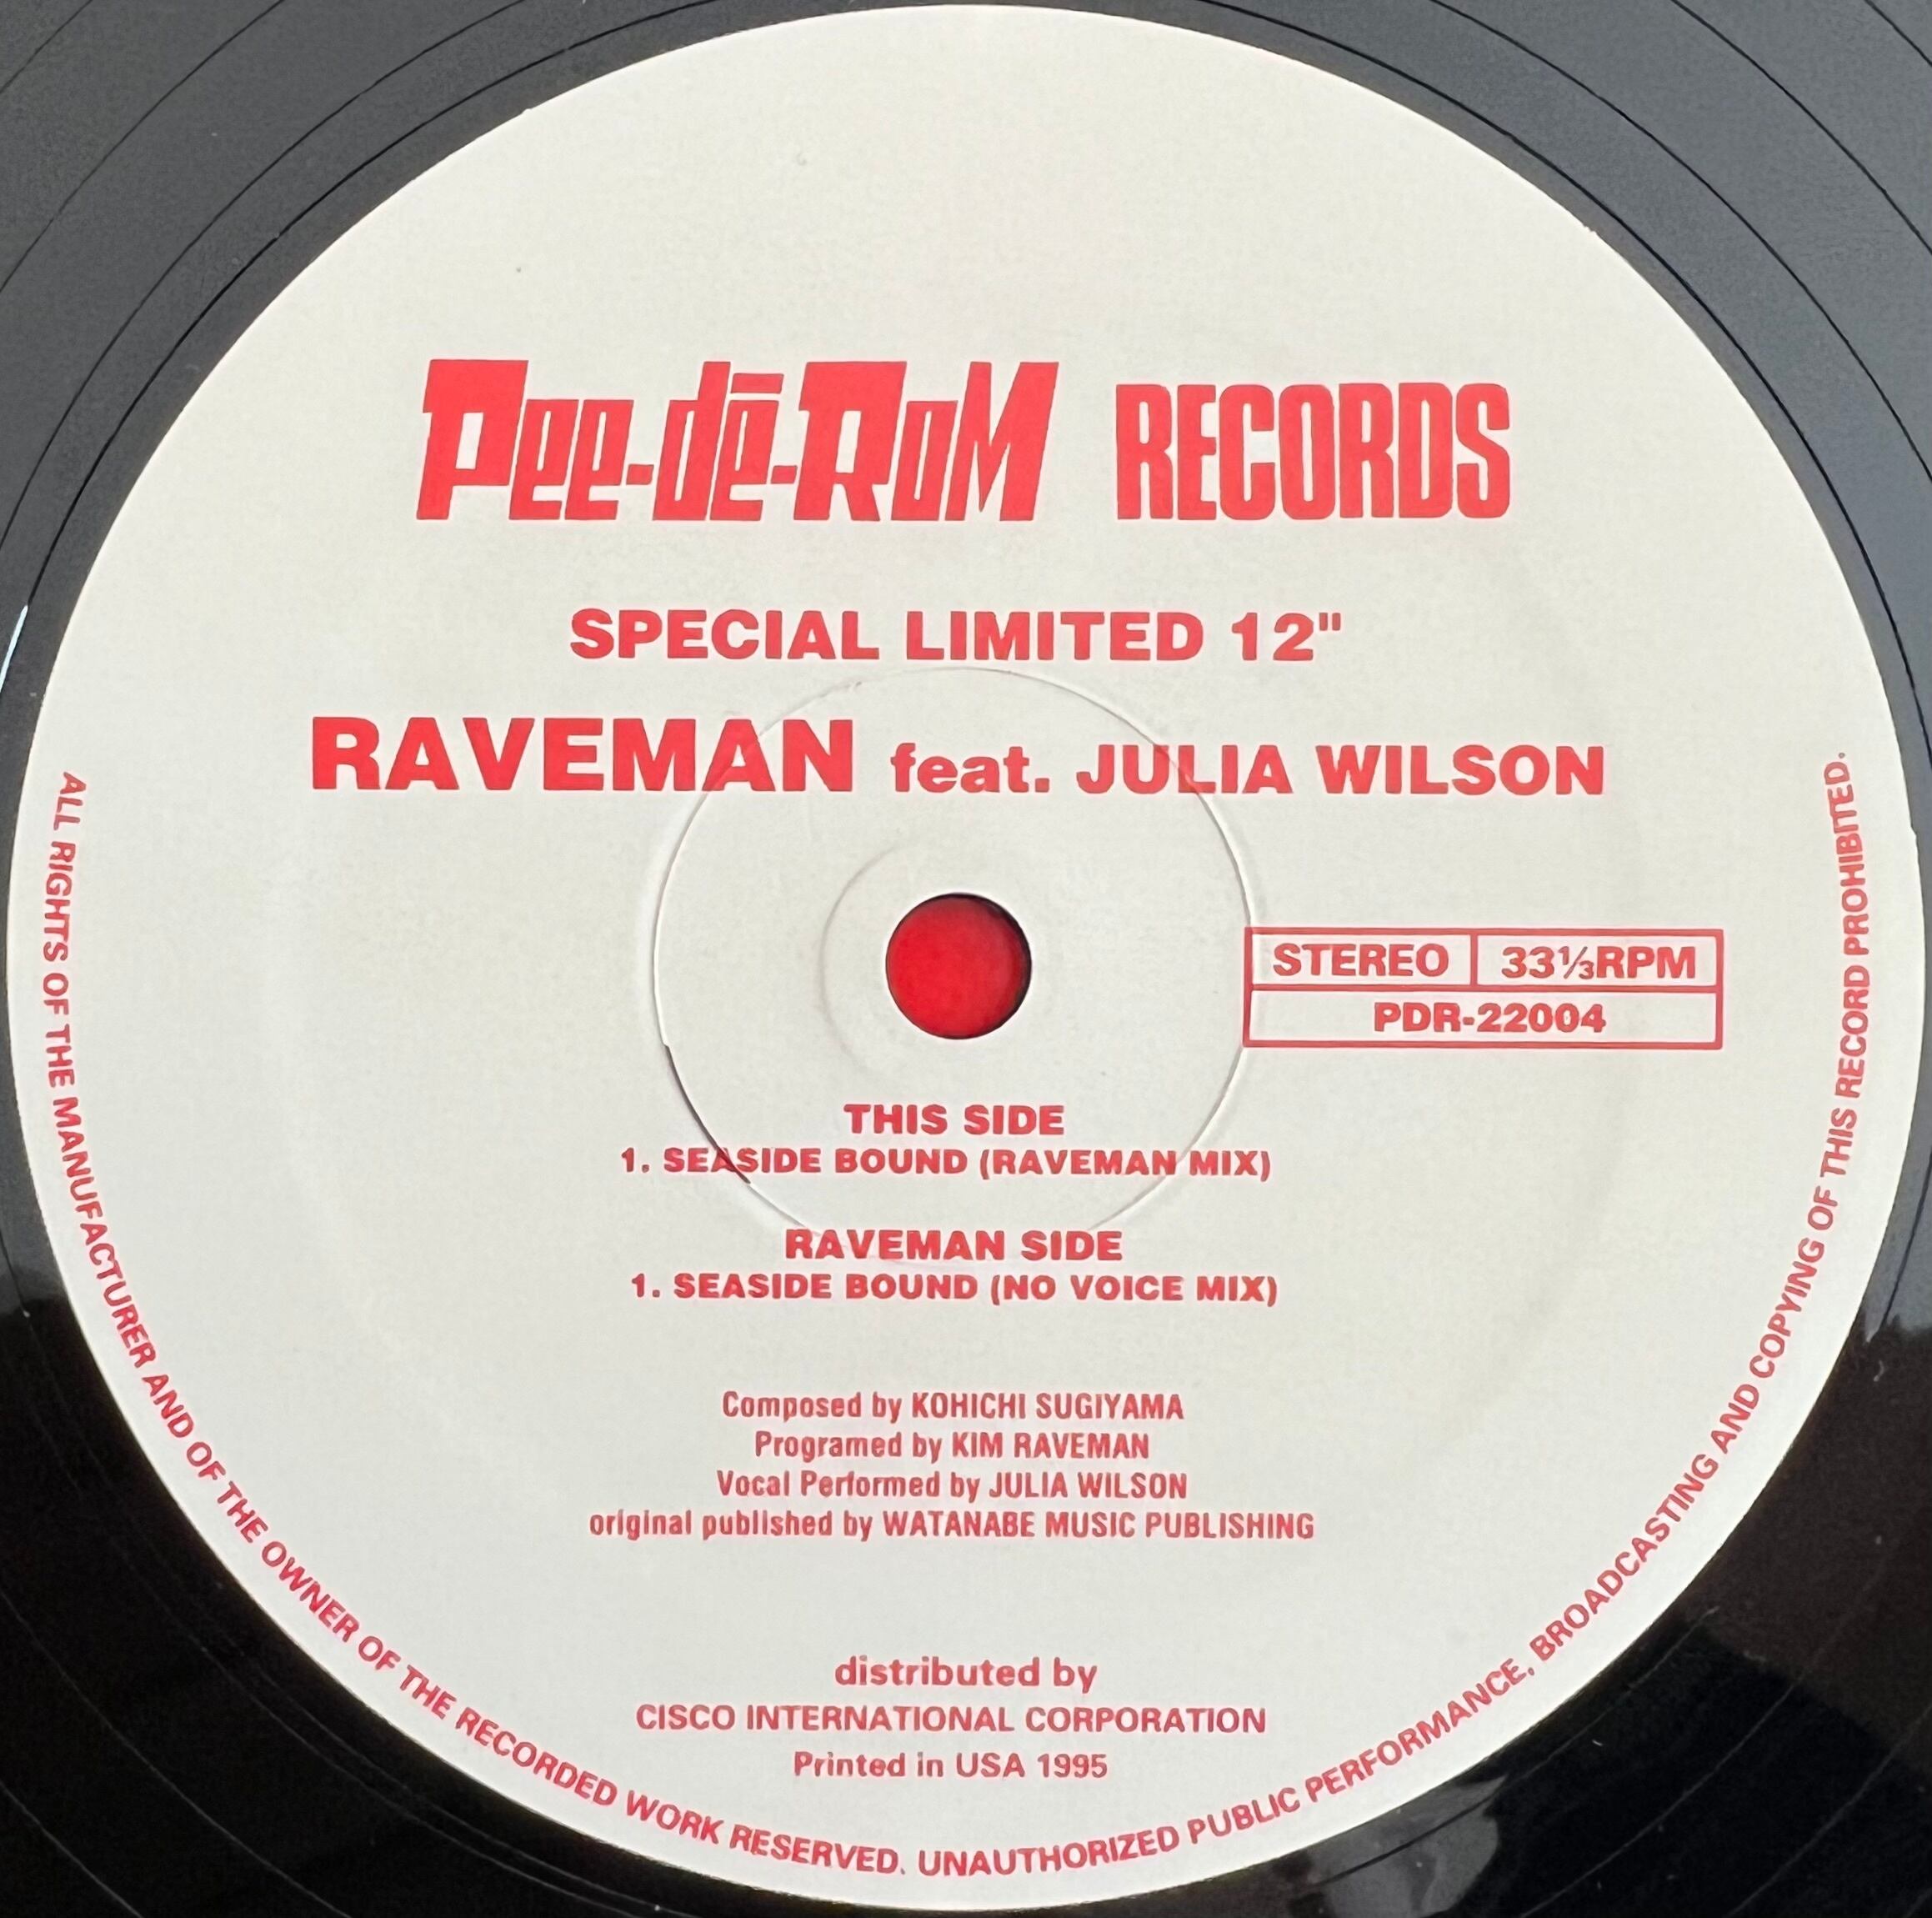 Pee-dē-RoM RECORDS
SPECIAL LIMITED 12"
RAVEMAN feat. JULIA WILSON
STEREO 33⅓RPM
PDR-22004
THIS SIDE
1. SEASIDE BOUND (RAVEMAN MIX)
RAVEMAN SIDE
1. SEASIDE BOUND (NO VOICE MIX)
Composed by KOHICHI SUGIYAMA
Programed by KIM RAVEMAN
Vocal Performed by JULIA WILSON
original published by WATANABE MUSIC PUBLISHING
distributed by
CISCO INTERNATIONAL CORPORATION
Printed in USA 1995
ALL RIGHTS OF THE MANUFACTURER AND OF THE OWNER OF THE RECORDED WORK RESERVED. UNAUTHORIZED PUBLIC PERFORMANCE, BROADCASTING AND COPYING OF THIS RECORD PROHIBITED.